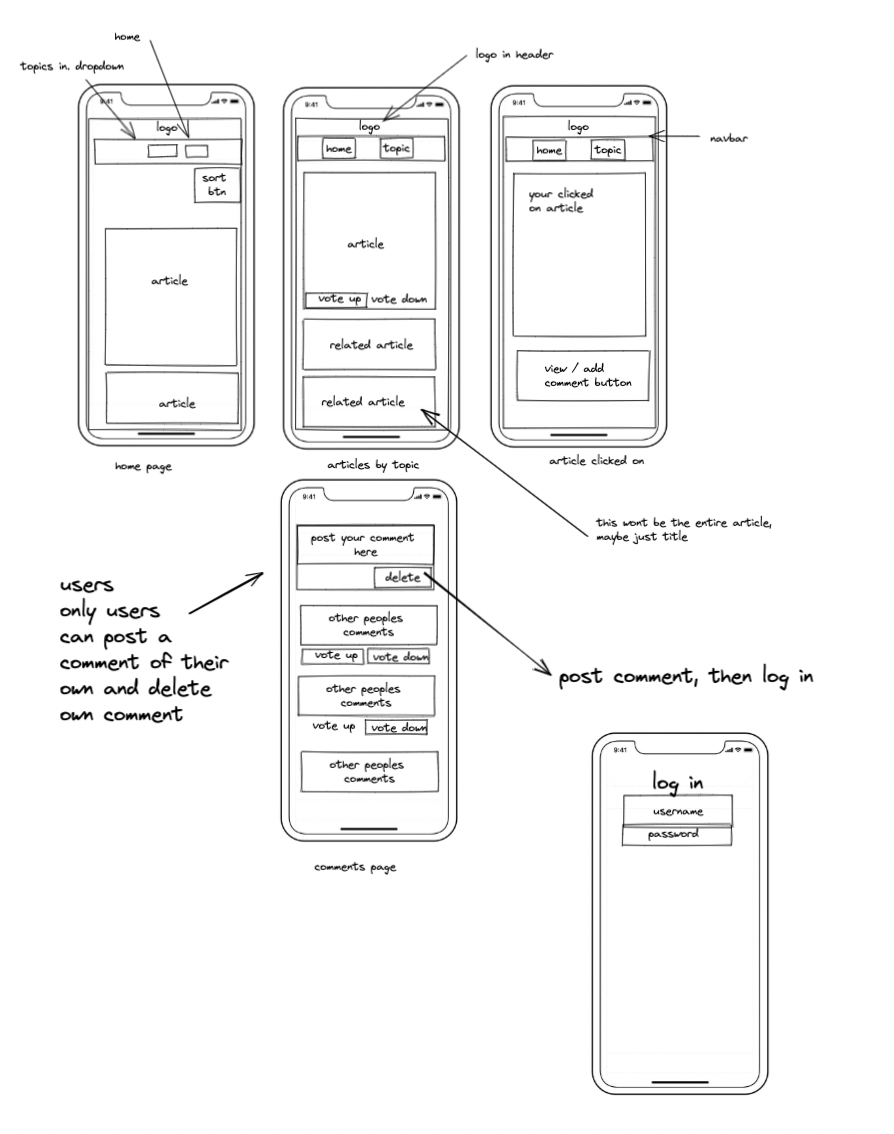 home
topics in. dropdown
logo in header
9:41
logo
sort
btn
article
article
home page
9:41
logo
home topic
article
vote up vote down
related article
related article
articles by topic
9:41
logo
navbar
home topic
your clicked
on article
view / add
comment button
article clicked on
this wont be the entire article,
maybe just title
users
only users
can post a
comment of their
own and delete
own comment
9:41
post your comment
here
delete
other peoples
comments
vote up vote down
other peoples
comments
vote up vote down
other peoples
comments
comments page
post comment, then log in
9:41
log in
username
password